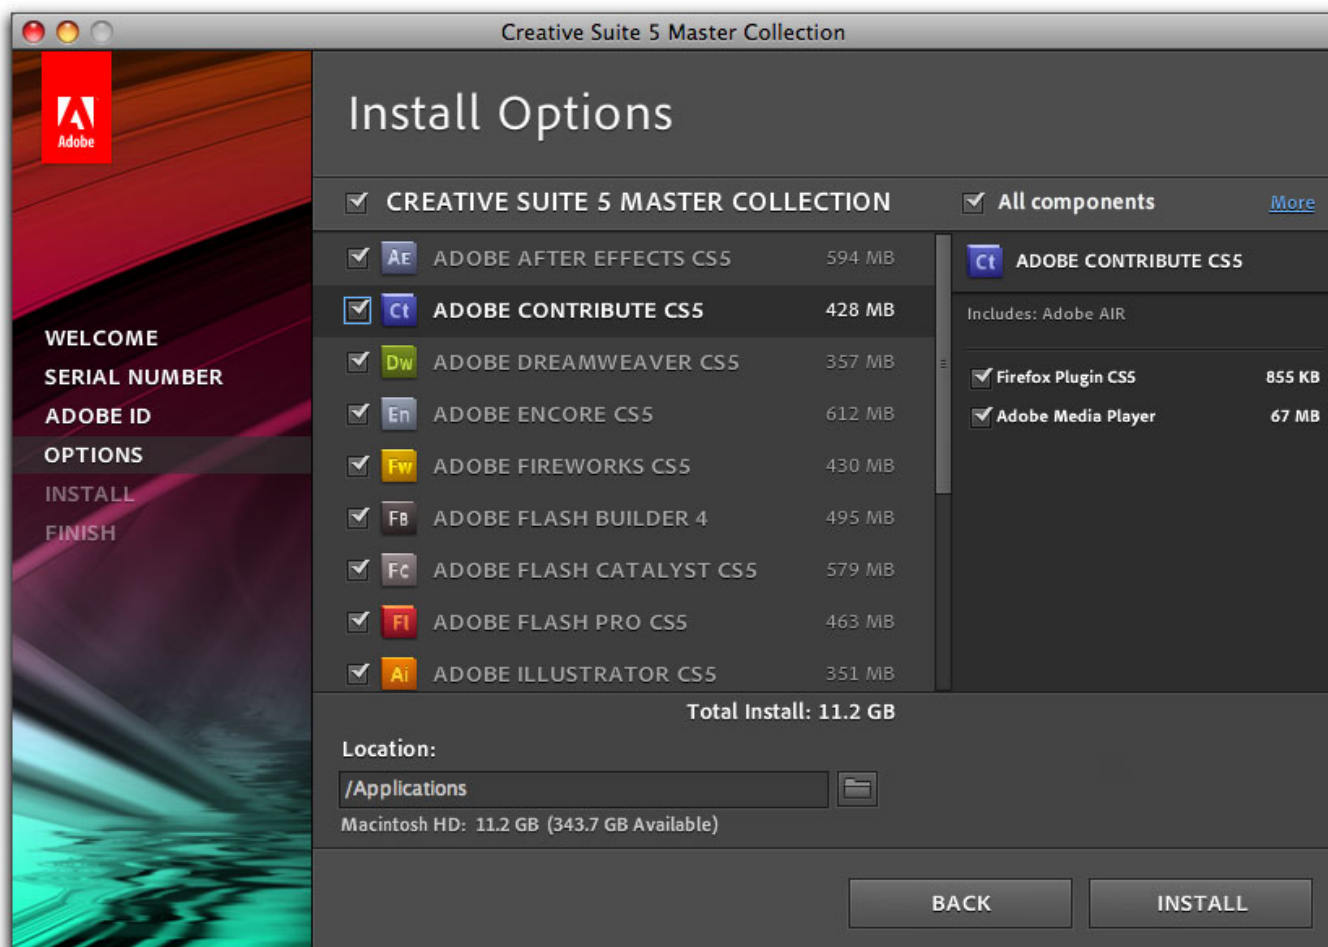 Creative Suite 5 Master Collection
Adobe
Install Options
WELCOME
SERIAL NUMBER
ADOBE ID
OPTIONS
INSTALL
FINISH
CREATIVE SUITE 5 MASTER COLLECTION
AE ADOBE AFTER EFFECTS CS5 594 MB
Ct ADOBE CONTRIBUTE CS5 428 MB
Dw ADOBE DREAMWEAVER CS5 357 MB
En ADOBE ENCORE CS5 612 MB
Fw ADOBE FIREWORKS CS5 430 MB
FB ADOBE FLASH BUILDER 4 495 MB
Fc ADOBE FLASH CATALYST CS5 579 MB
Fl ADOBE FLASH PRO CS5 463 MB
Ai ADOBE ILLUSTRATOR CS5 351 MB
All components More
Ct ADOBE CONTRIBUTE CS5
Includes: Adobe AIR
Firefox Plugin CS5 855 KB
Adobe Media Player 67 MB
Total Install: 11.2 GB
Location:
/Applications
Macintosh HD: 11.2 GB (343.7 GB Available)
BACK INSTALL